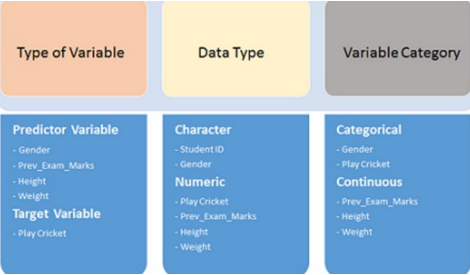 Type of Variable
Data Type
Variable Category
Predictor Variable
- Gender
- Prev_Exam_Marks
- Height
- Weight
Target Variable
- Play Cricket
Character
- Student ID
- Gender
Numeric
- Play Cricket
- Prev_Exam_Marks
- Height
- Weight
Categorical
- Gender
- Play Cricket
Continuous
- Prev_Exam_Marks
- Height
- Weight